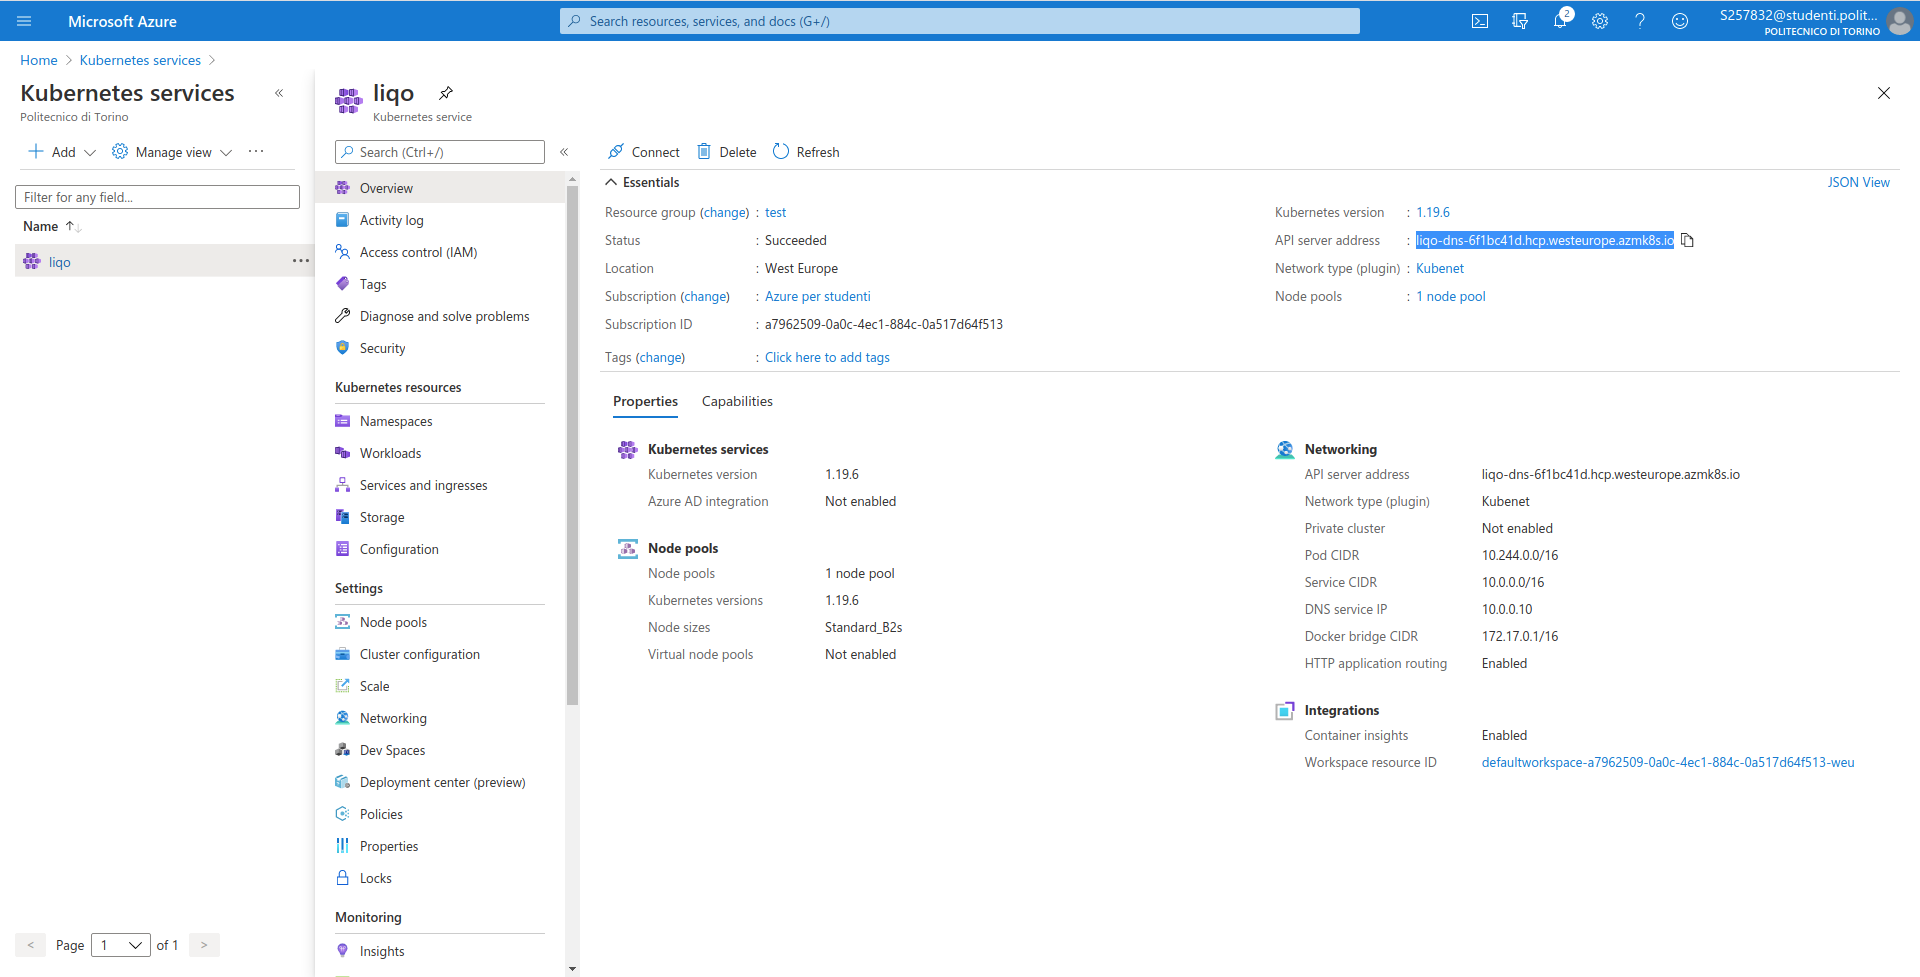 Microsoft Azure
Search resources, services, and docs (G+/)
2
S257832@studenti.polit...
POLITECNICO DI TORINO
Home > Kubernetes services >
Kubernetes services «
Politecnico di Torino
Add
Manage view
...
Filter for any field...
Name
liqo
...
< Page 1 of 1 >
liqo
Kubernetes service
Search (Ctrl+/) «
Overview
Activity log
Access control (IAM)
Tags
Diagnose and solve problems
Security
Kubernetes resources
Namespaces
Workloads
Services and ingresses
Storage
Configuration
Settings
Node pools
Cluster configuration
Scale
Networking
Dev Spaces
Deployment center (preview)
Policies
Properties
Locks
Monitoring
Insights
Connect Delete Refresh
Essentials
JSON View
Resource group (change) : test
Status : Succeeded
Location : West Europe
Subscription (change) : Azure per studenti
Subscription ID : a7962509-0a0c-4ec1-884c-0a517d64f513
Tags (change) : Click here to add tags
Kubernetes version : 1.19.6
API server address : liqo-dns-6f1bc41d.hcp.westeurope.azmk8s.io
Network type (plugin) : Kubenet
Node pools : 1 node pool
Properties Capabilities
Kubernetes services
Kubernetes version 1.19.6
Azure AD integration Not enabled
Node pools
Node pools 1 node pool
Kubernetes versions 1.19.6
Node sizes Standard_B2s
Virtual node pools Not enabled
Networking
API server address liqo-dns-6f1bc41d.hcp.westeurope.azmk8s.io
Network type (plugin) Kubenet
Private cluster Not enabled
Pod CIDR 10.244.0.0/16
Service CIDR 10.0.0.0/16
DNS service IP 10.0.0.10
Docker bridge CIDR 172.17.0.1/16
HTTP application routing Enabled
Integrations
Container insights Enabled
Workspace resource ID defaultworkspace-a7962509-0a0c-4ec1-884c-0a517d64f513-weu